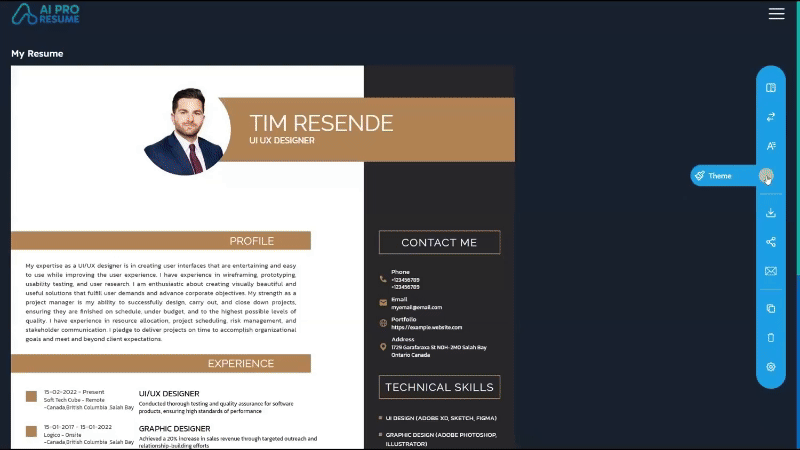 AI PRO
RESUME
My Resume
TIM RESENDE
UI UX DESIGNER
Theme
PROFILE
My expertise as a UI/UX designer is in creating user interfaces that are entertaining and easy
to use while improving the user experience. I have experience in wireframing, prototyping,
usability testing, and user research. I am enthusiastic about creating visually beautiful and
useful solutions that fulfill user demands and advance corporate objectives. My strength as a
project manager is my ability to successfully design, carry out, and close down projects,
ensuring they are finished on schedule, under budget, and to the highest possible levels of
quality. I have experience in resource allocation, project scheduling, risk management, and
stakeholder communication. I pledge to deliver projects on time to accomplish organizational
goals and meet and beyond client expectations.
EXPERIENCE
15-02-2022 - Present
Soft Tech Cube - Remote
-Canada,British Columbia ,Salah Bay
UI/UX DESIGNER
Conducted thorough testing and quality assurance for software
products, ensuring high standards of performance
15-01-2017 - 15-01-2022
Logico - Onsite
-Canada,British Columbia ,Salah Bay
GRAPHIC DESIGNER
Achieved a 20% increase in sales revenue through targeted outreach and
relationship-building efforts
CONTACT ME
Phone
+123456789
+123456789
Email
myemail@email.com
Portfolio
https://example.website.com
Address
1729 Garafaraxa St NOH-2MO Salah Bay
Ontario Canada
TECHNICAL SKILLS
UI DESIGN (ADOBE XD, SKETCH, FIGMA)
GRAPHIC DESIGN (ADOBE PHOTOSHOP,
ILLUSTRATOR)